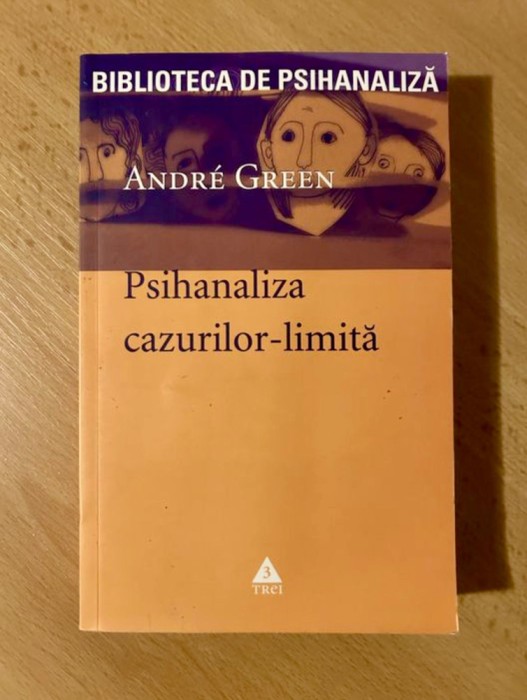 BIBLIOTECA DE PSIHANALIZĂ
ANDRÉ GREEN
Psihanaliza
cazurilor-limită
3
TREI